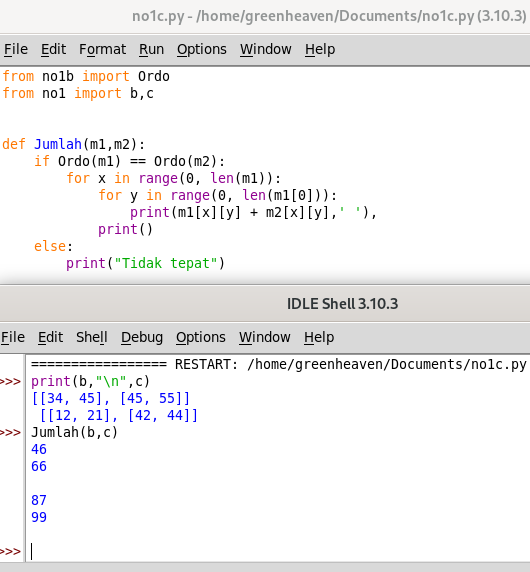 no1c.py - /home/greenheaven/Documents/no1c.py (3.10.3)
File Edit Format Run Options Window Help
from no1b import Ordo
from no1 import b,c
def Jumlah(m1,m2):
    if Ordo(m1) == Ordo(m2):
        for x in range(0, len(m1)):
            for y in range(0, len(m1[0])):
                print(m1[x][y] + m2[x][y],' '),
            print()
    else:
        print("Tidak tepat")
IDLE Shell 3.10.3
File Edit Shell Debug Options Window Help
================= RESTART: /home/greenheaven/Documents/no1c.py
>>> print(b,"\n",c)
[[34, 45], [45, 55]]
 [[12, 21], [42, 44]]
>>> Jumlah(b,c)
46
66
87
99
>>>